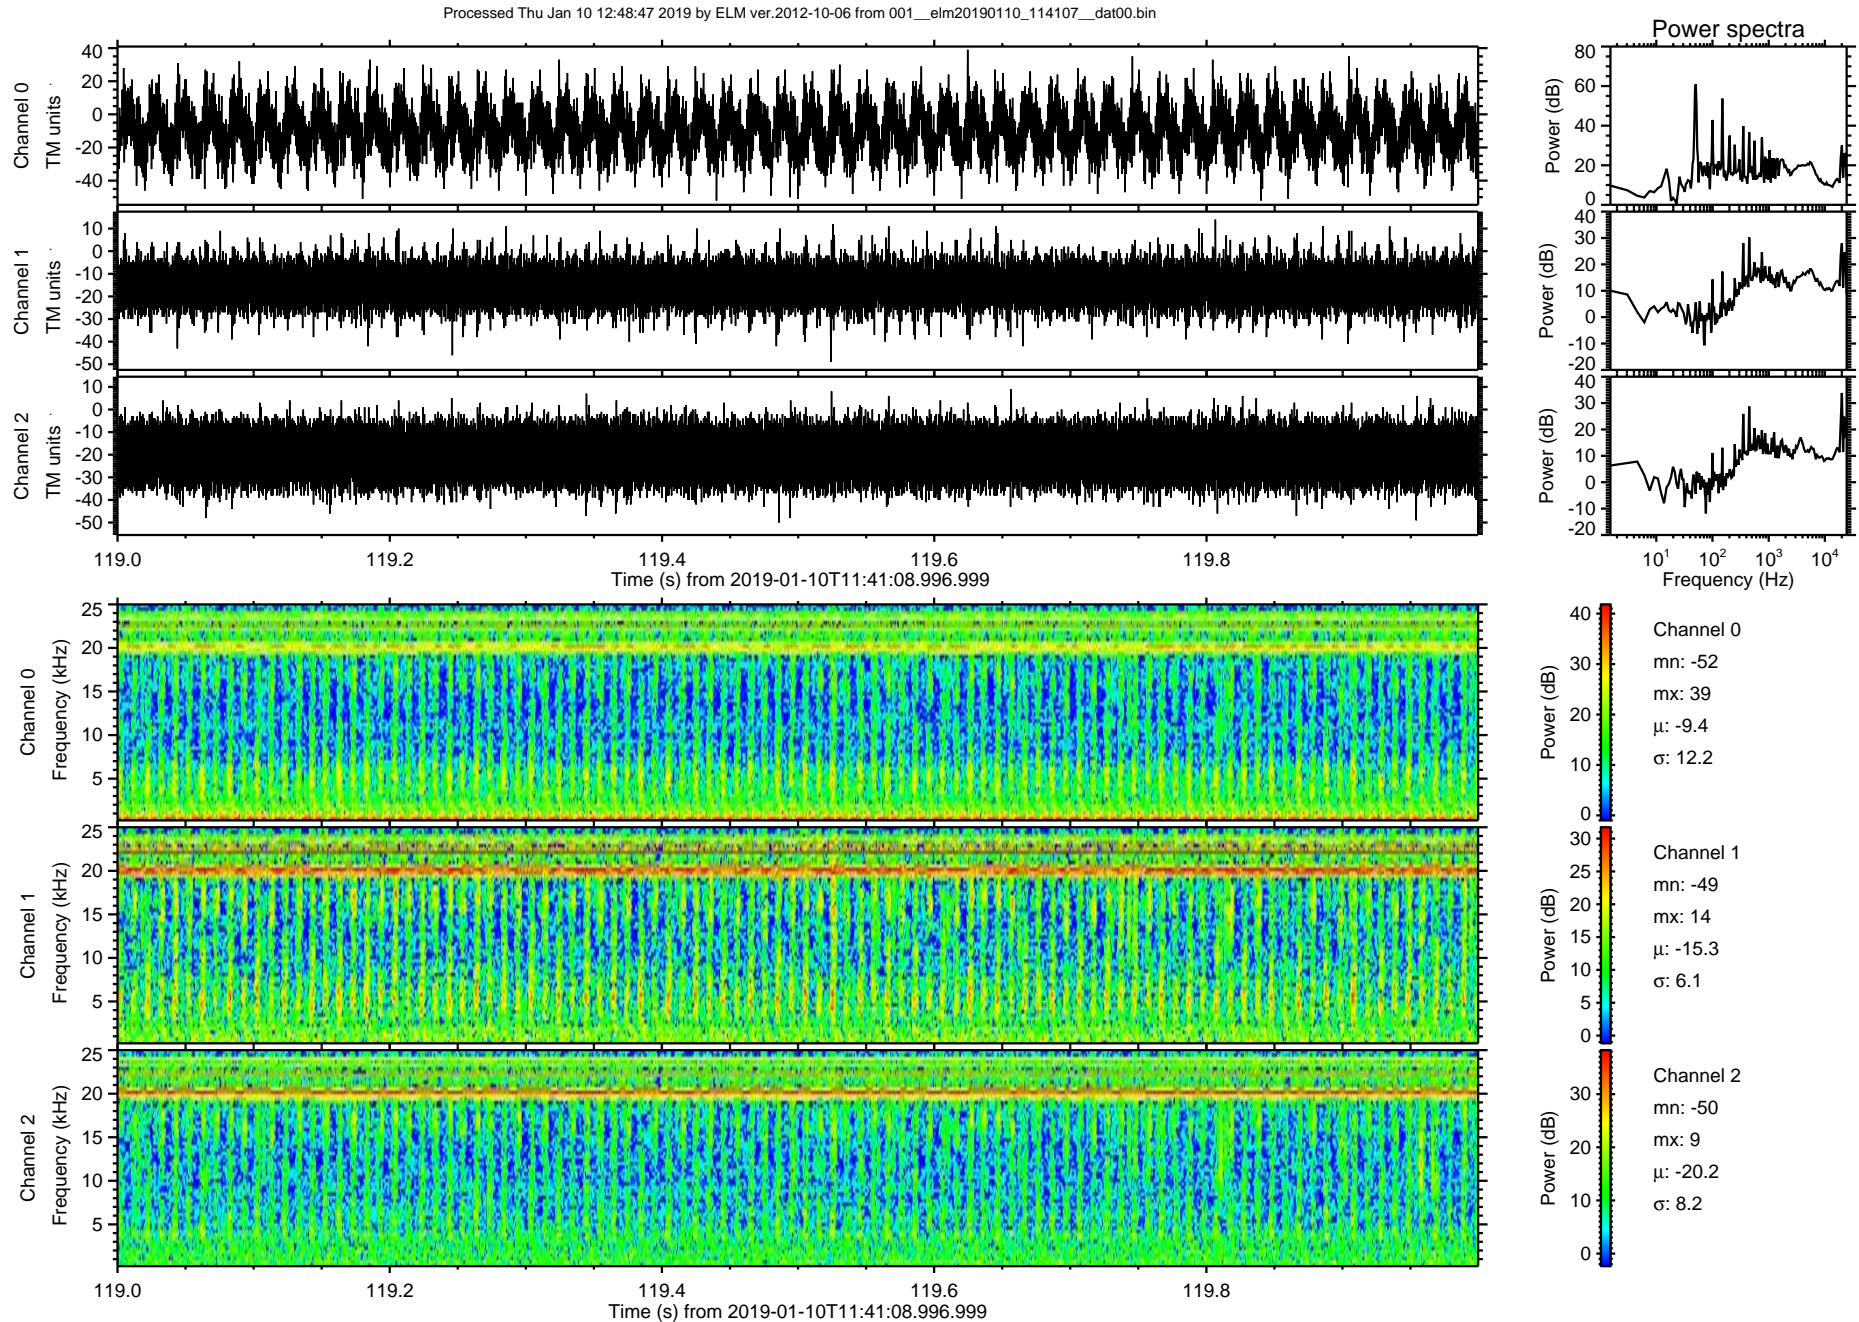 Processed Thu Jan 10 12:48:47 2019 by ELM ver.2012-10-06 from 001__elm20190110_114107__dat00.bin
Power spectra
Channel 0
TM units
40
20
0
-20
-40
Power (dB)
80
60
40
20
0
Channel 1
TM units
10
0
-10
-20
-30
-40
-50
Power (dB)
40
30
20
10
0
-10
-20
Channel 2
TM units
10
0
-10
-20
-30
-40
-50
Power (dB)
40
30
20
10
0
-10
-20
119.0 119.2 119.4 119.6 119.8
Time (s) from 2019-01-10T11:41:08.996.999
10¹ 10² 10³ 10⁴
Frequency (Hz)
Channel 0
Frequency (kHz)
25
20
15
10
5
Power (dB)
40
30
20
10
0
Channel 0
mn: -52
mx: 39
μ: -9.4
σ: 12.2
Channel 1
Frequency (kHz)
25
20
15
10
5
Power (dB)
30
25
20
15
10
5
0
Channel 1
mn: -49
mx: 14
μ: -15.3
σ: 6.1
Channel 2
Frequency (kHz)
25
20
15
10
5
Power (dB)
30
20
10
0
Channel 2
mn: -50
mx: 9
μ: -20.2
σ: 8.2
119.0 119.2 119.4 119.6 119.8
Time (s) from 2019-01-10T11:41:08.996.999